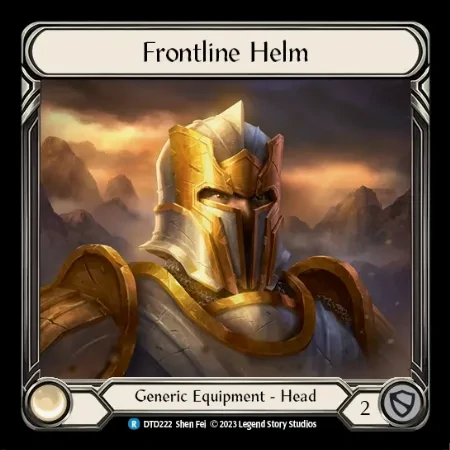 Frontline Helm
Generic Equipment - Head
2
R DTD222 Shen Fei © 2023 Legend Story Studios